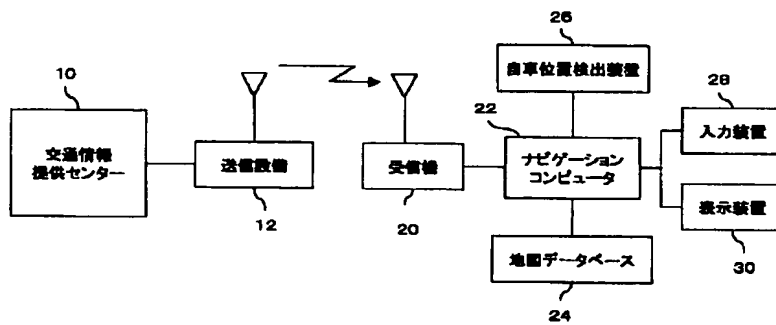 26
自車位置検出装置
10
交通情報
提供センター
送信設備
12
受信機
20
22
ナビゲーション
コンピュータ
28
入力装置
表示装置
30
地図データベース
24